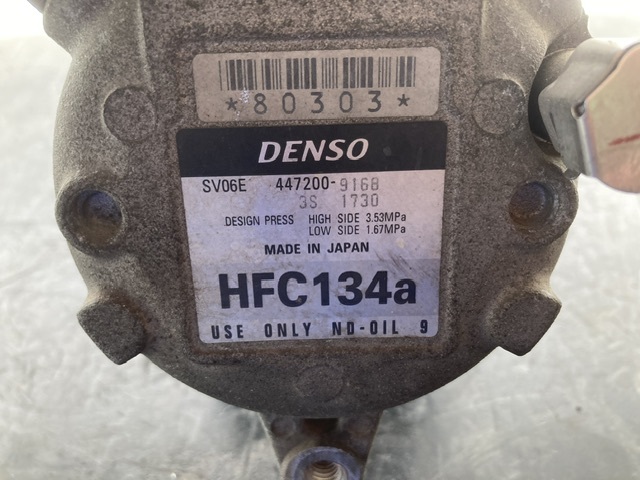 *80303*
DENSO
SV06E 447200-9168
3S 1730
DESIGN PRESS HIGH SIDE 3.53MPa
LOW SIDE 1.67MPa
MADE IN JAPAN
HFC134a
USE ONLY ND-OIL 9